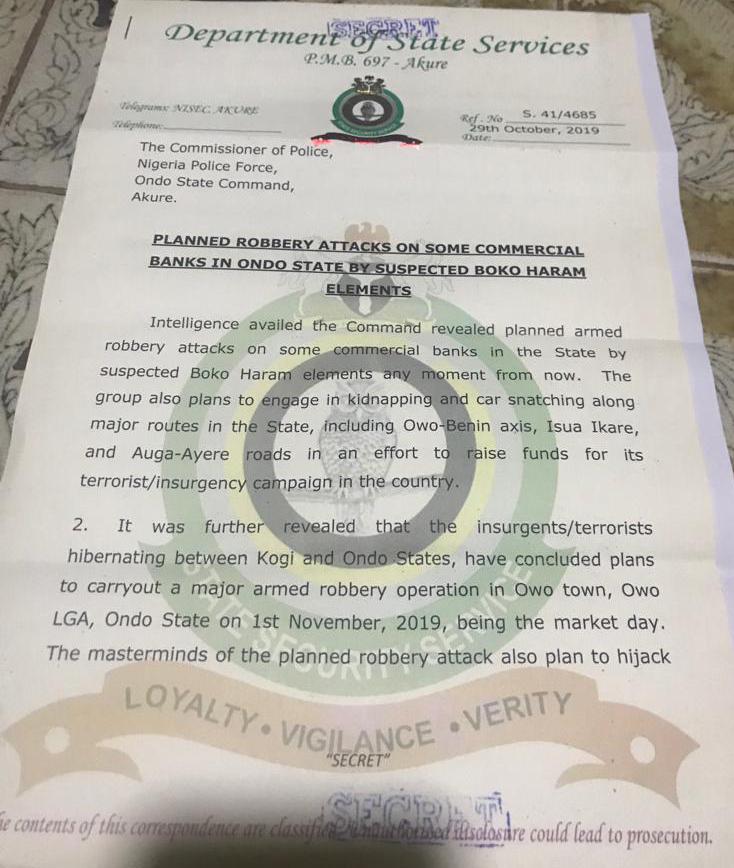 SECRET
Department of State Services
P.M.B. 697 - Akure
Telegrams: NISEC, AKURE
Telephone:
Ref. No S. 41/4685
29th October, 2019
Date:
The Commissioner of Police,
Nigeria Police Force,
Ondo State Command,
Akure.
PLANNED ROBBERY ATTACKS ON SOME COMMERCIAL
BANKS IN ONDO STATE BY SUSPECTED BOKO HARAM
ELEMENTS
Intelligence availed the Command revealed planned armed
robbery attacks on some commercial banks in the State by
suspected Boko Haram elements any moment from now. The
group also plans to engage in kidnapping and car snatching along
major routes in the State, including Owo-Benin axis, Isua Ikare,
and Auga-Ayere roads in an effort to raise funds for its
terrorist/insurgency campaign in the country.
2. It was further revealed that the insurgents/terrorists
hibernating between Kogi and Ondo States, have concluded plans
to carryout a major armed robbery operation in Owo town, Owo
LGA, Ondo State on 1st November, 2019, being the market day.
The masterminds of the planned robbery attack also plan to hijack
STATE SECURITY SERVICE
LOYALTY • VIGILANCE • VERITY
"SECRET"
SECRET
contents of this correspondence are classified disclosure could lead to prosecution.